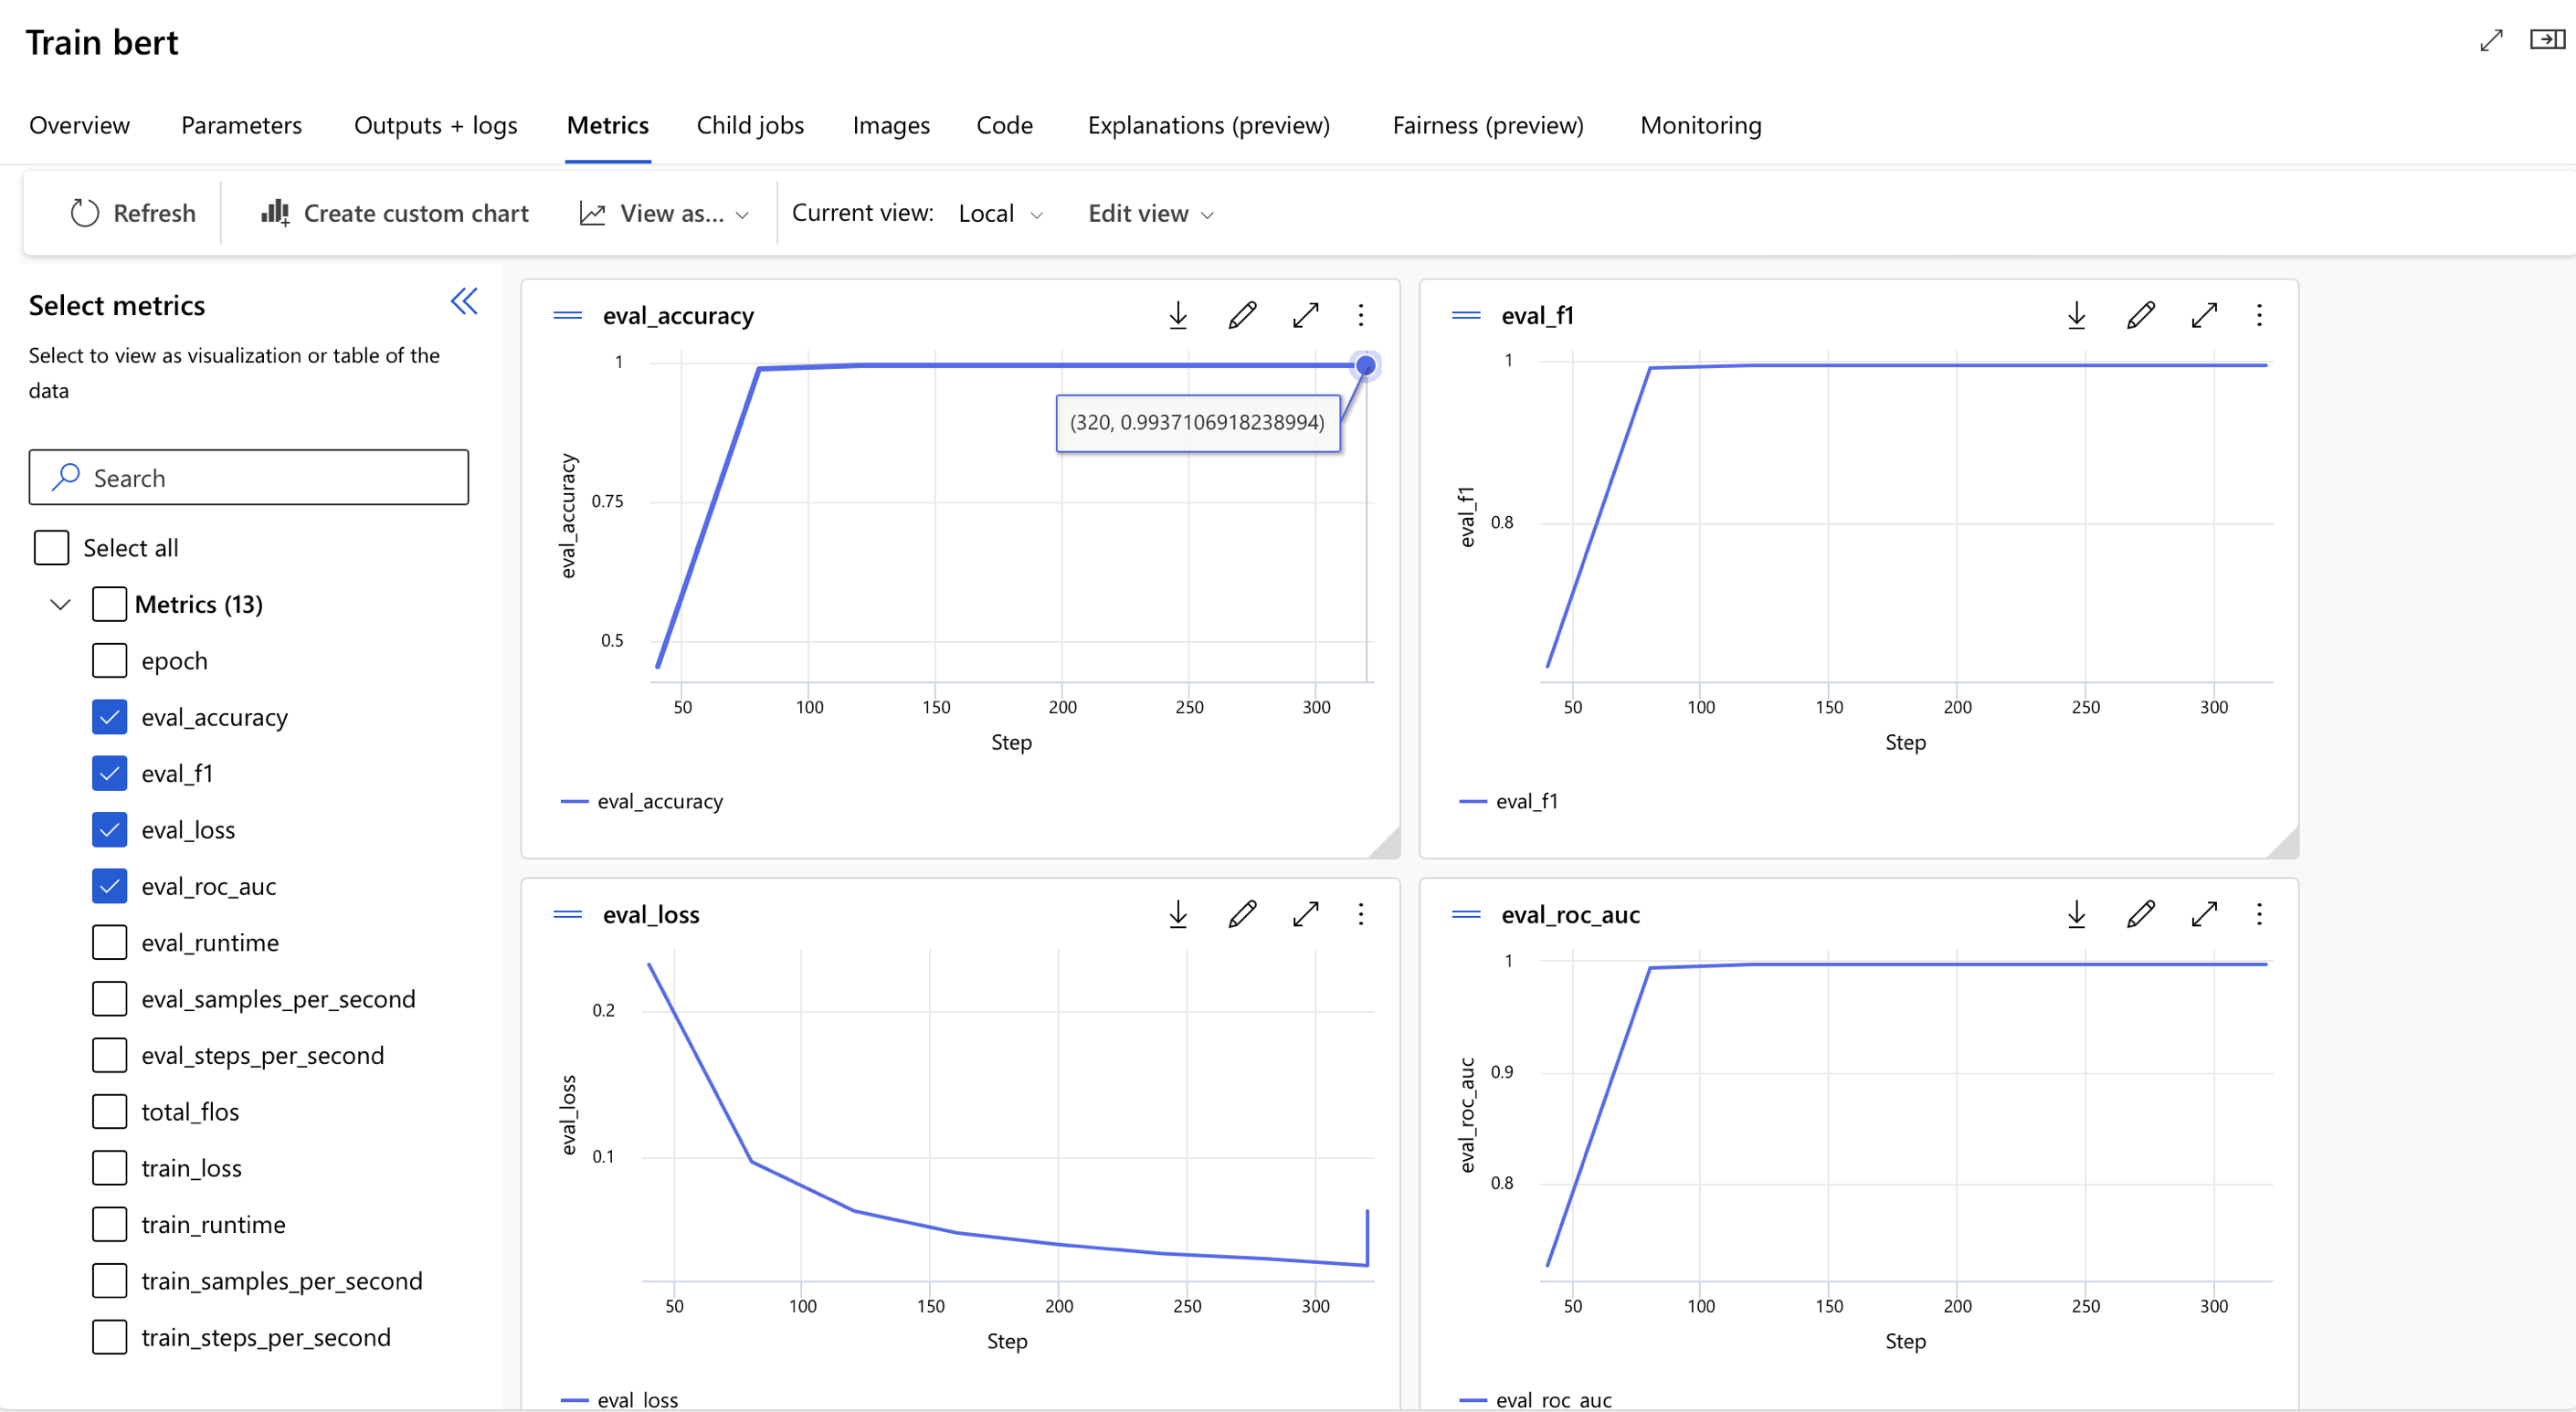 Train bert
Overview Parameters Outputs + logs Metrics Child jobs Images Code Explanations (preview) Fairness (preview) Monitoring
Refresh Create custom chart View as... Current view: Local Edit view
Select metrics
Select to view as visualization or table of the
data
Search
Select all
Metrics (13)
epoch
eval_accuracy
eval_f1
eval_loss
eval_roc_auc
eval_runtime
eval_samples_per_second
eval_steps_per_second
total_flos
train_loss
train_runtime
train_samples_per_second
train_steps_per_second
eval_accuracy
1
0.75
0.5
eval_accuracy
(320, 0.9937106918238994)
50 100 150 200 250 300
Step
eval_accuracy
eval_f1
1
0.8
eval_f1
50 100 150 200 250 300
Step
eval_f1
eval_loss
0.2
0.1
eval_loss
50 100 150 200 250 300
Step
eval_loss
eval_roc_auc
1
0.9
0.8
eval_roc_auc
50 100 150 200 250 300
Step
eval_roc_auc